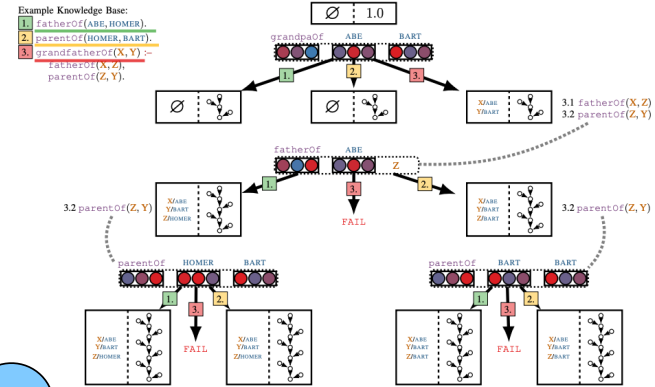 Example Knowledge Base:
1. fatherOf(ABE, HOMER).
2. parentOf(HOMER, BART).
3. grandfatherOf(X, Y) :–
fatherOf(X, Z),
parentOf(Z, Y).
∅ 1.0
grandpaOf ABE BART
1. 2. 3.
∅
∅
X/ABE
Y/BART
3.1 fatherOf(X, Z)
3.2 parentOf(Z, Y)
fatherOf ABE Z
1. 3. 2.
FAIL
3.2 parentOf(Z, Y)
X/ABE
Y/BART
Z/HOMER
X/ABE
Y/BART
Z/BART
3.2 parentOf(Z, Y)
parentOf HOMER BART
1. 3. 2.
FAIL
X/ABE
Y/BART
Z/HOMER
X/ABE
Y/BART
Z/HOMER
parentOf BART BART
1. 3. 2.
FAIL
X/ABE
Y/BART
Z/BART
X/ABE
Y/BART
Z/BART